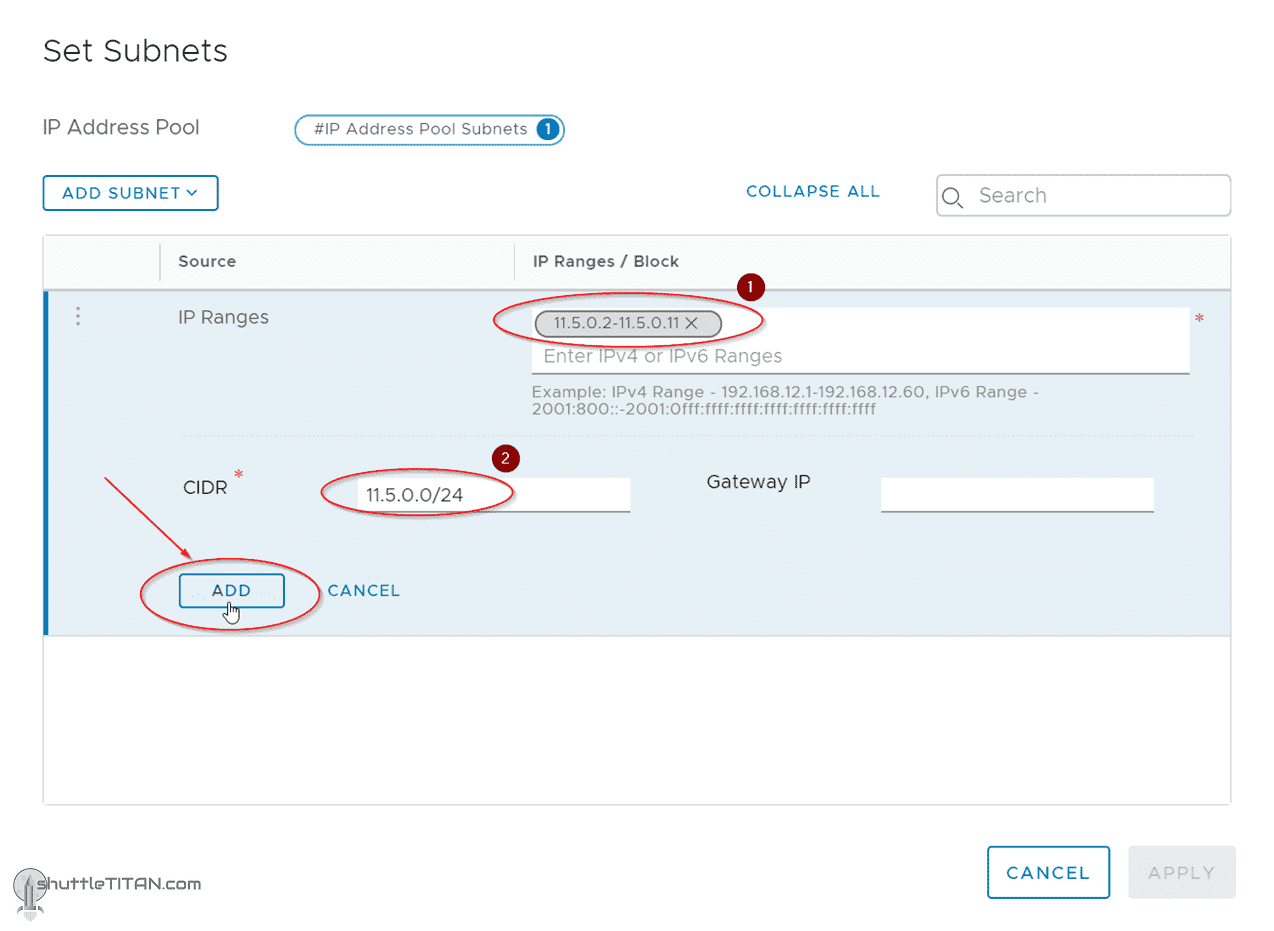 Set Subnets
IP Address Pool
#IP Address Pool Subnets 1
ADD SUBNET
COLLAPSE ALL
Search
Source
IP Ranges / Block
1
IP Ranges
11.5.0.2-11.5.0.11
*
Enter IPv4 or IPv6 Ranges
Example: IPv4 Range - 192.168.12.1-192.168.12.60, IPv6 Range -
2001:800::-2001:0fff:ffff:ffff:ffff:ffff:ffff:ffff
2
CIDR *
11.5.0.0/24
Gateway IP
ADD
CANCEL
CANCEL
APPLY
shuttleTITAN.com